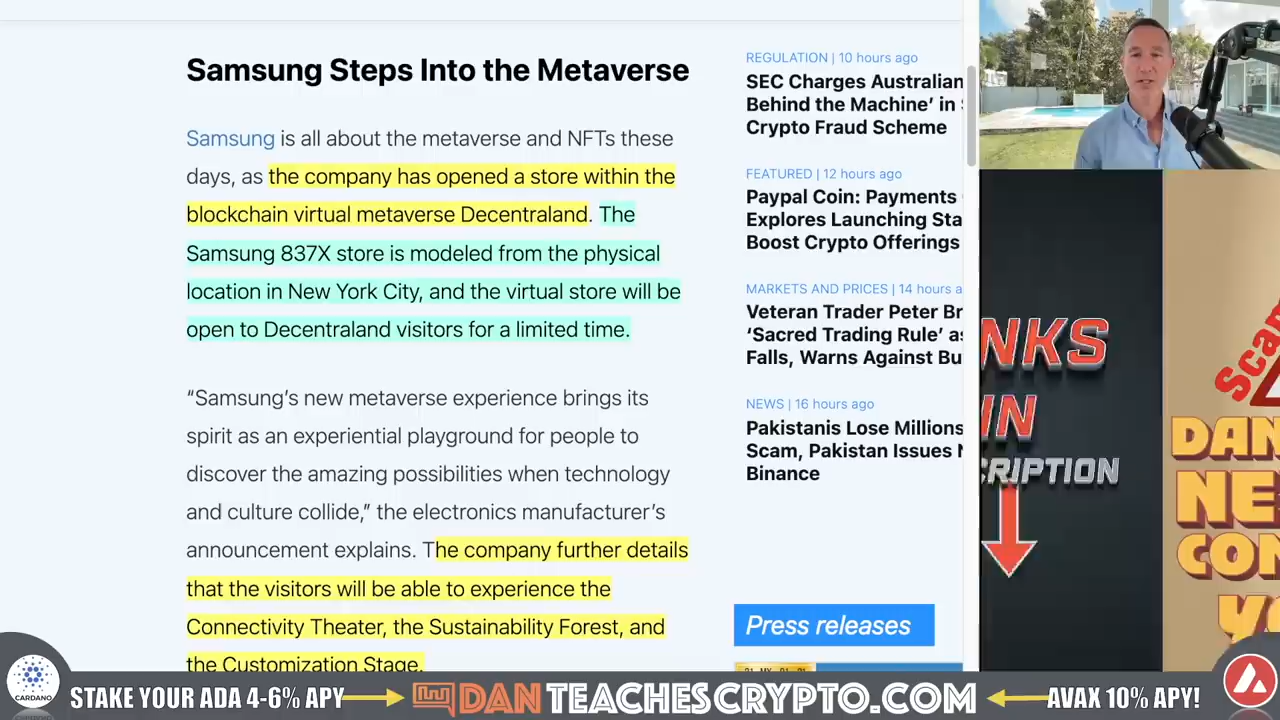 Samsung Steps Into the Metaverse
Samsung is all about the metaverse and NFTs these
days, as the company has opened a store within the
blockchain virtual metaverse Decentraland. The
Samsung 837X store is modeled from the physical
location in New York City, and the virtual store will be
open to Decentraland visitors for a limited time.
“Samsung’s new metaverse experience brings its
spirit as an experiential playground for people to
discover the amazing possibilities when technology
and culture collide,” the electronics manufacturer’s
announcement explains. The company further details
that the visitors will be able to experience the
Connectivity Theater, the Sustainability Forest, and
the Customization Stage.
REGULATION | 10 hours ago
SEC Charges Australian
Behind the Machine’ in
Crypto Fraud Scheme
FEATURED | 12 hours ago
Paypal Coin: Payments
Explores Launching Sta
Boost Crypto Offerings
MARKETS AND PRICES | 14 hours a
Veteran Trader Peter Br
‘Sacred Trading Rule’ as
Falls, Warns Against Bu
NEWS | 16 hours ago
Pakistanis Lose Millions
Scam, Pakistan Issues N
Binance
Press releases
NKS
IN
CRIPTION
Scam
DAN
NE
CON
YO
CARDANO
STAKE YOUR ADA 4-6% APY
DANTEACHESCRYPTO.COM
AVAX 10% APY!